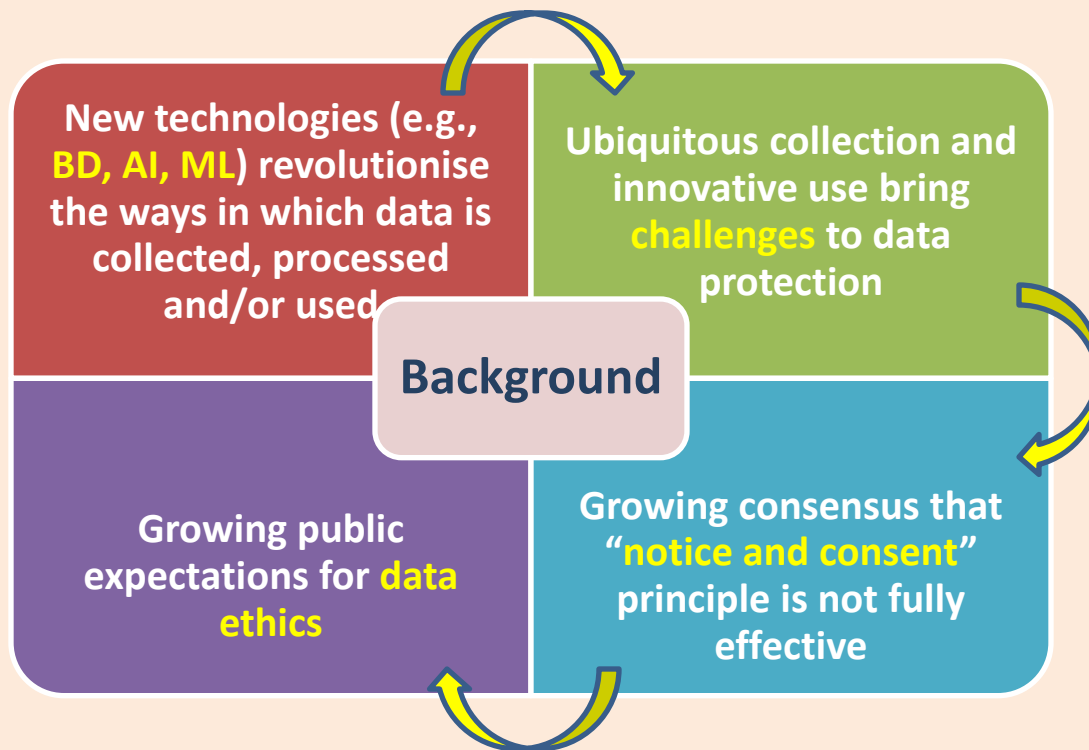 New technologies (e.g.,
BD, AI, ML) revolutionise
the ways in which data is
collected, processed
and/or used
Ubiquitous collection and
innovative use bring
challenges to data
protection
Background
Growing public
expectations for data
ethics
Growing consensus that
“notice and consent”
principle is not fully
effective